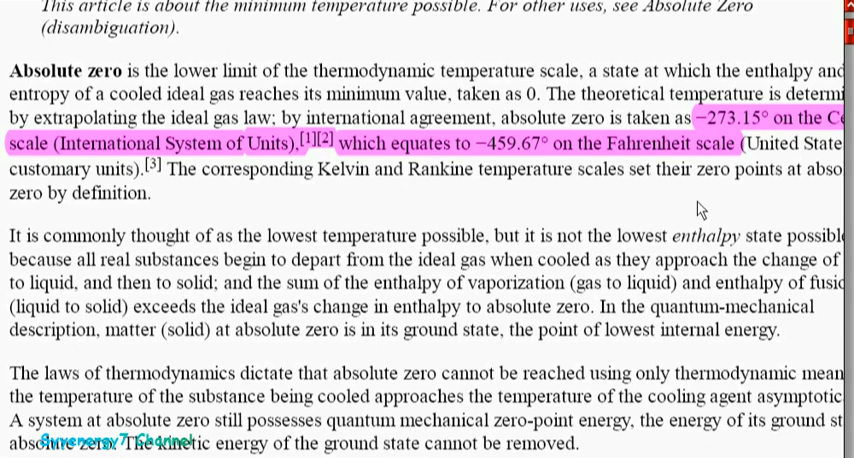 This article is about the minimum temperature possible. For other uses, see Absolute Zero
(disambiguation).
Absolute zero is the lower limit of the thermodynamic temperature scale, a state at which the enthalpy and
entropy of a cooled ideal gas reaches its minimum value, taken as 0. The theoretical temperature is determi
by extrapolating the ideal gas law; by international agreement, absolute zero is taken as −273.15° on the Ce
scale (International System of Units),[1][2] which equates to −459.67° on the Fahrenheit scale (United State
customary units).[3] The corresponding Kelvin and Rankine temperature scales set their zero points at abso
zero by definition.
It is commonly thought of as the lowest temperature possible, but it is not the lowest enthalpy state possible
because all real substances begin to depart from the ideal gas when cooled as they approach the change of
to liquid, and then to solid; and the sum of the enthalpy of vaporization (gas to liquid) and enthalpy of fusio
(liquid to solid) exceeds the ideal gas's change in enthalpy to absolute zero. In the quantum-mechanical
description, matter (solid) at absolute zero is in its ground state, the point of lowest internal energy.
The laws of thermodynamics dictate that absolute zero cannot be reached using only thermodynamic mean
the temperature of the substance being cooled approaches the temperature of the cooling agent asymptotic
A system at absolute zero still possesses quantum mechanical zero-point energy, the energy of its ground st
absolute zero. The kinetic energy of the ground state cannot be removed.
Channel